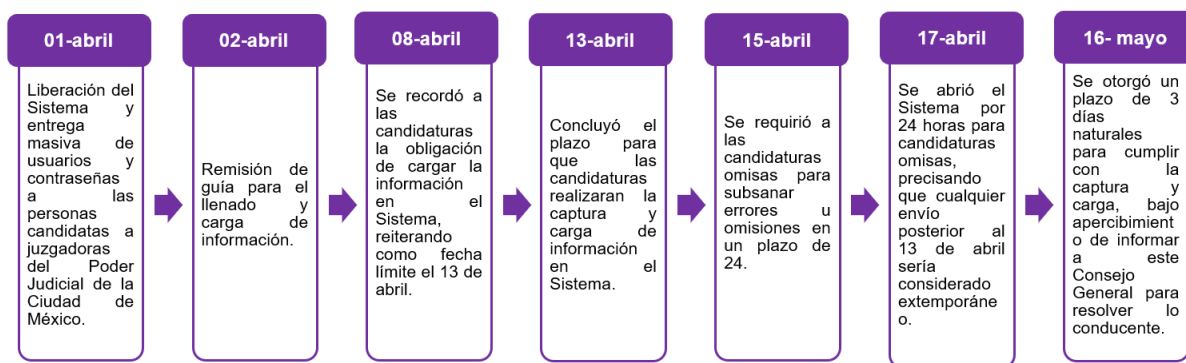 01-abril
Liberación del
Sistema y
entrega
masiva de
usuarios y
contraseñas
a las
personas
candidatas a
juzgadoras
del Poder
Judicial de la
Ciudad de
México.
02-abril
Remisión de
guía para el
llenado y
carga de
información.
08-abril
Se recordó a
las
candidaturas
la obligación
de cargar la
información
en el
Sistema,
reiterando
como fecha
límite el 13 de
abril.
13-abril
Concluyó el
plazo para
que las
candidaturas
realizaran la
captura y
carga de
información
en el
Sistema.
15-abril
Se requirió a
las
candidaturas
omisas para
subsanar
errores u
omisiones en
un plazo de
24.
17-abril
Se abrió el
Sistema por
24 horas para
candidaturas
omisas,
precisando
que cualquier
envío
posterior al
13 de abril
sería
considerado
extemporáne
o.
16- mayo
Se otorgó un
plazo de 3
días
naturales
para cumplir
con la
captura y
carga, bajo
apercibimient
o de informar
a este
Consejo
General para
resolver lo
conducente.